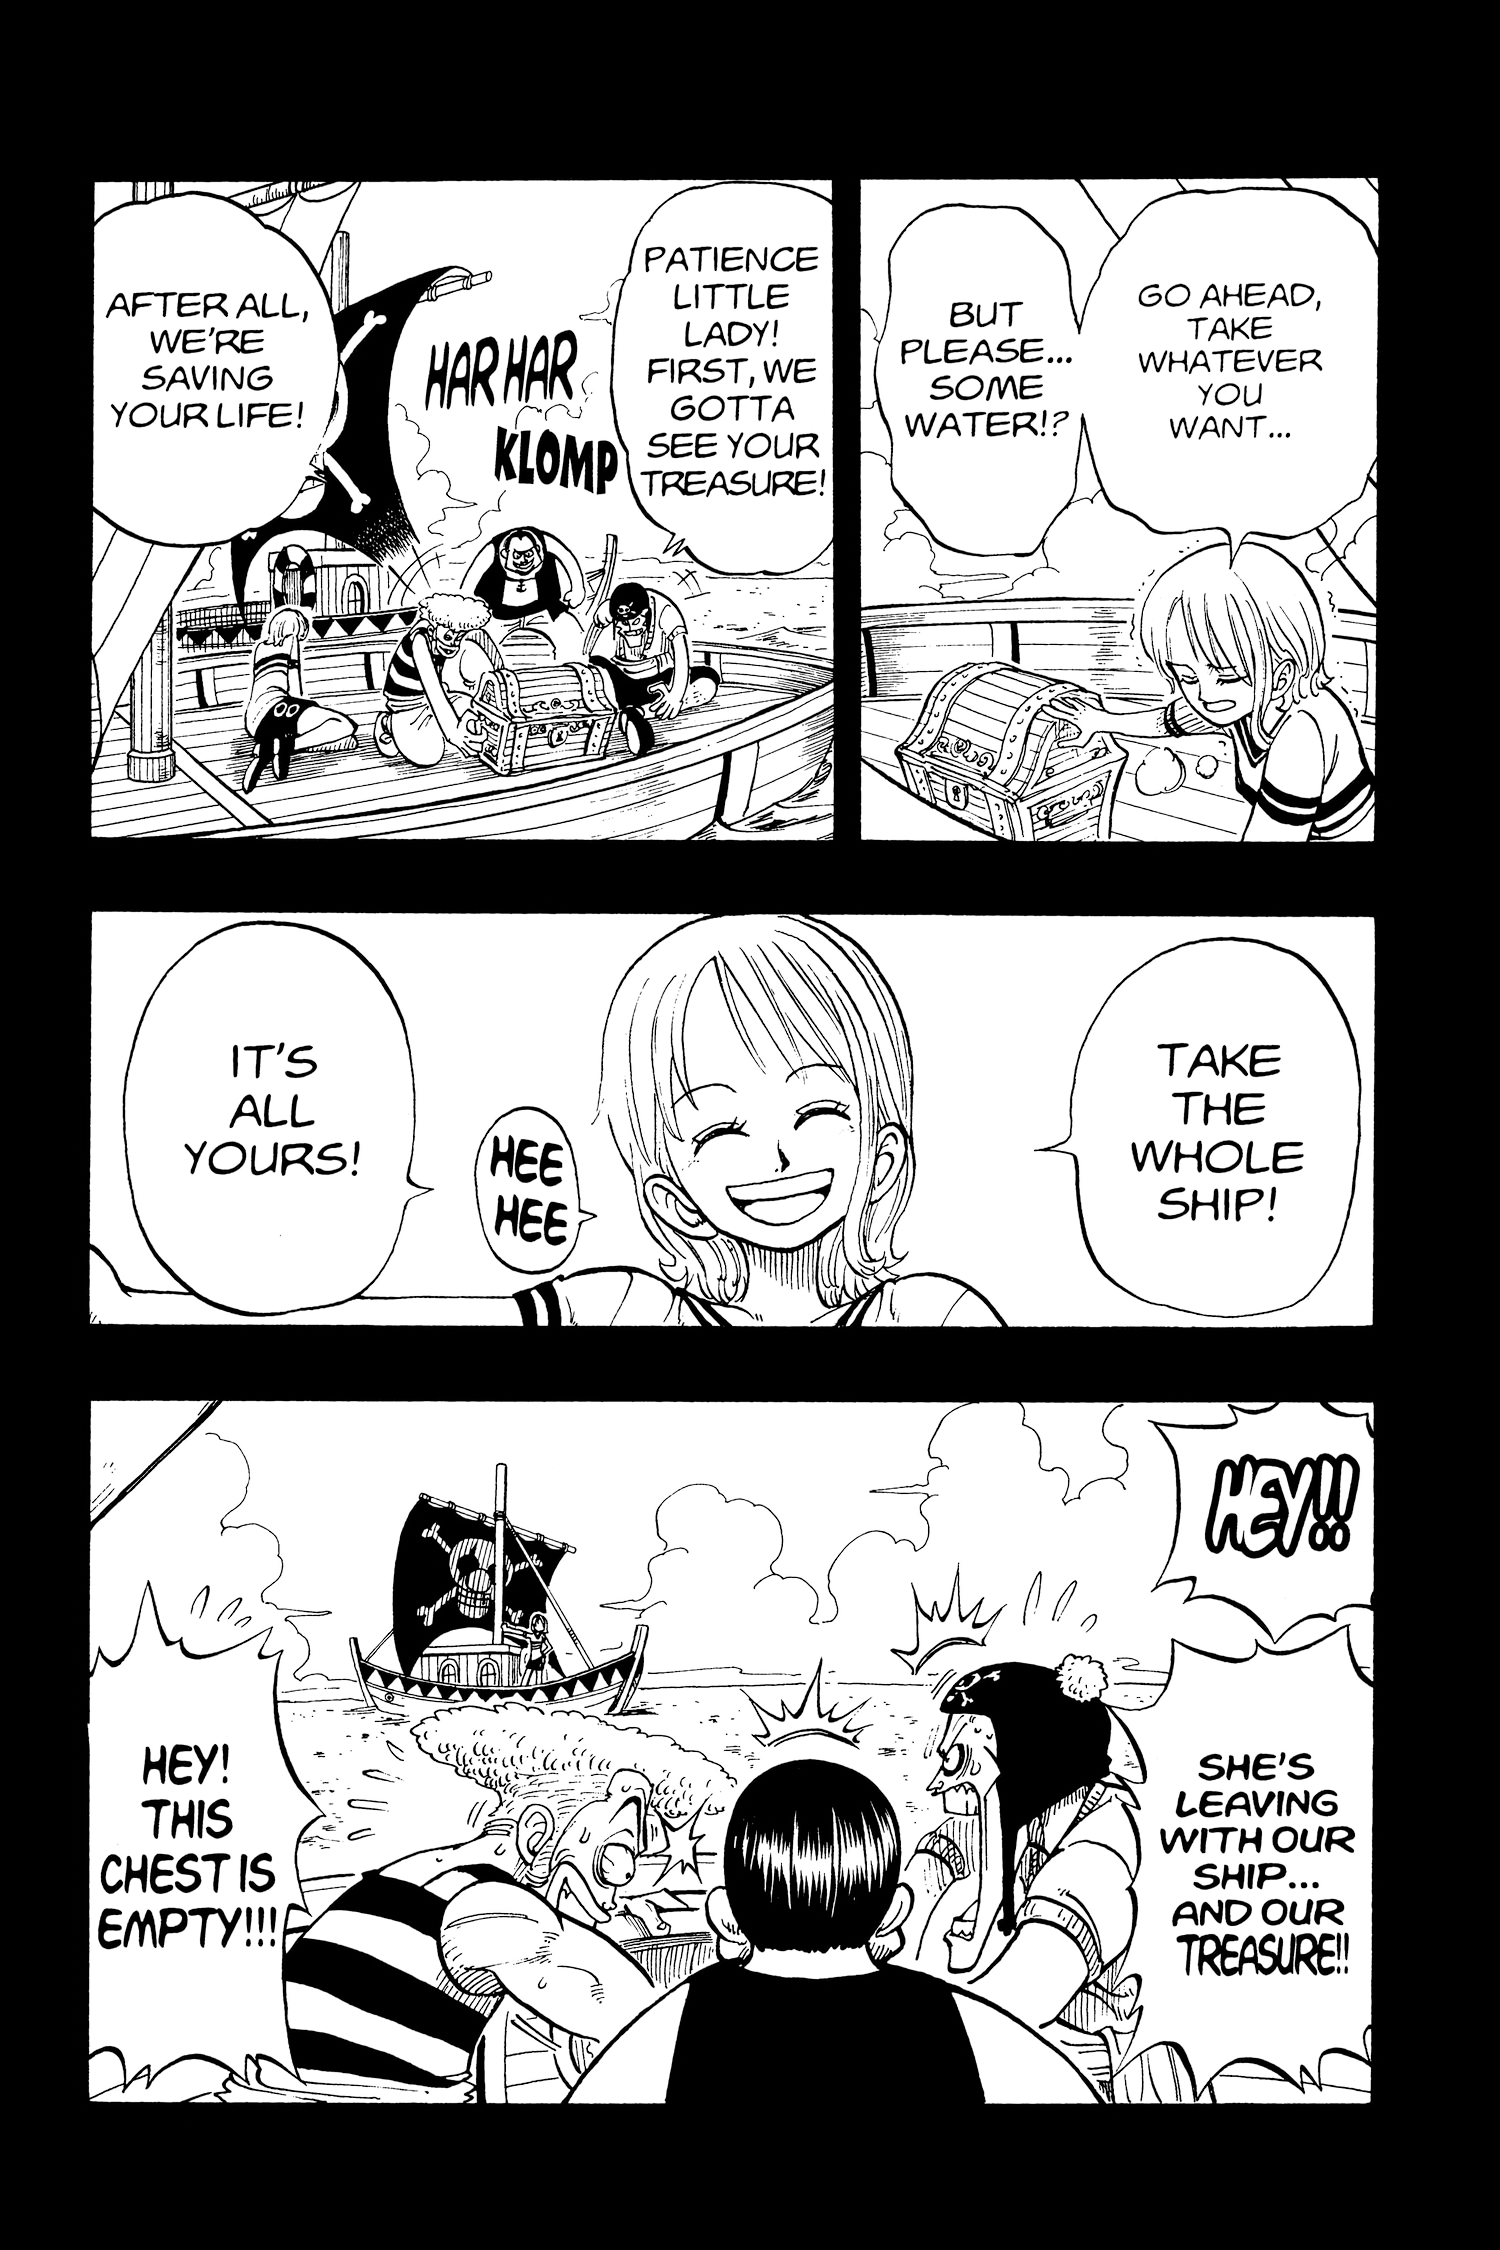 GO AHEAD,
TAKE
WHATEVER
YOU
WANT...
BUT
PLEASE...
SOME
WATER!?
PATIENCE
LITTLE
LADY!
FIRST, WE
GOTTA
SEE YOUR
TREASURE!
HAR HAR
KLOMP
AFTER ALL,
WE'RE
SAVING
YOUR LIFE!
TAKE
THE
WHOLE
SHIP!
HEE
HEE
IT'S
ALL
YOURS!
HEY!!
SHE'S
LEAVING
WITH OUR
SHIP...
AND OUR
TREASURE!!
HEY!
THIS
CHEST IS
EMPTY!!!